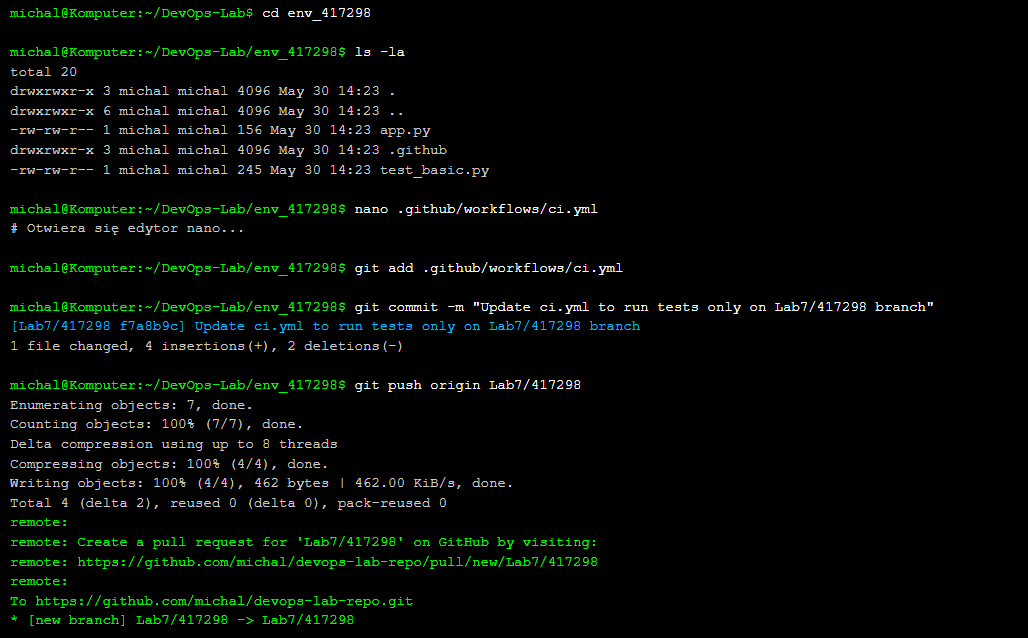 michal@Komputer:~/DevOps-Lab$ cd env_417298
michal@Komputer:~/DevOps-Lab/env_417298$ ls -la
total 20
drwxrwxr-x 3 michal michal 4096 May 30 14:23 .
drwxrwxr-x 6 michal michal 4096 May 30 14:23 ..
-rw-rw-r-- 1 michal michal 156 May 30 14:23 app.py
drwxrwxr-x 3 michal michal 4096 May 30 14:23 .github
-rw-rw-r-- 1 michal michal 245 May 30 14:23 test_basic.py
michal@Komputer:~/DevOps-Lab/env_417298$ nano .github/workflows/ci.yml
# Otwiera się edytor nano...
michal@Komputer:~/DevOps-Lab/env_417298$ git add .github/workflows/ci.yml
michal@Komputer:~/DevOps-Lab/env_417298$ git commit -m "Update ci.yml to run tests only on Lab7/417298 branch"
[Lab7/417298 f7a8b9c] Update ci.yml to run tests only on Lab7/417298 branch
1 file changed, 4 insertions(+), 2 deletions(-)
michal@Komputer:~/DevOps-Lab/env_417298$ git push origin Lab7/417298
Enumerating objects: 7, done.
Counting objects: 100% (7/7), done.
Delta compression using up to 8 threads
Compressing objects: 100% (4/4), done.
Writing objects: 100% (4/4), 462 bytes | 462.00 KiB/s, done.
Total 4 (delta 2), reused 0 (delta 0), pack-reused 0
remote:
remote: Create a pull request for 'Lab7/417298' on GitHub by visiting:
remote: https://github.com/michal/devops-lab-repo/pull/new/Lab7/417298
remote:
To https://github.com/michal/devops-lab-repo.git
* [new branch] Lab7/417298 -> Lab7/417298